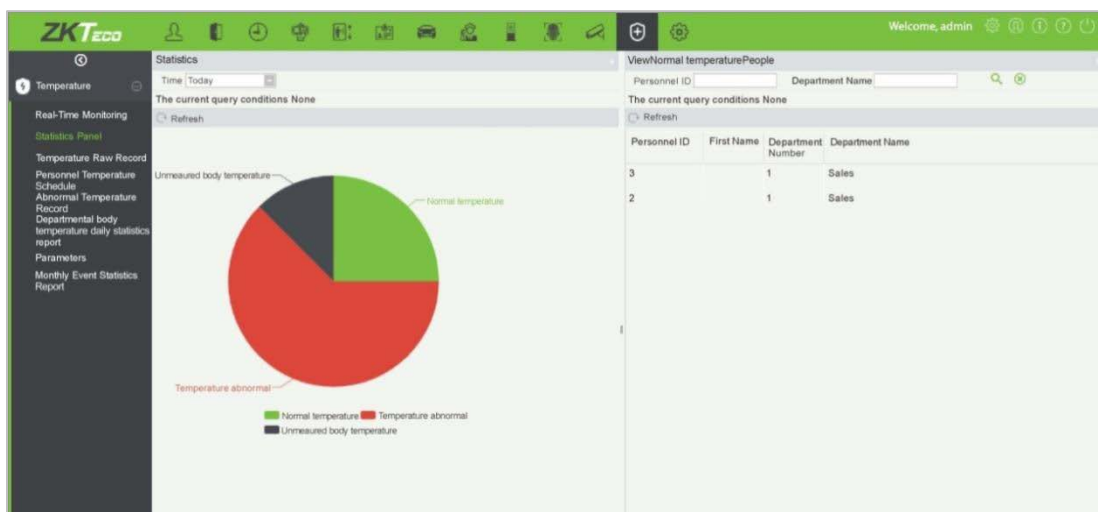 ZKTECO
Welcome, admin
Temperature
Real-Time Monitoring
Statistics Panel
Temperature Raw Record
Personnel Temperature
Schedule
Abnormal Temperature
Record
Departmental body
temperature daily statistics
report
Parameters
Monthly Event Statistics
Report
Statistics
Time Today
The current query conditions None
Refresh
Unmeaured body temperature
Normal temperature
Temperature abnormal
Normal temperature Temperature abnormal
Unmeaured body temperature
ViewNormal temperaturePeople
Personnel ID Department Name
The current query conditions None
Refresh
Personnel ID First Name Department Number Department Name
3 1 Sales
2 1 Sales